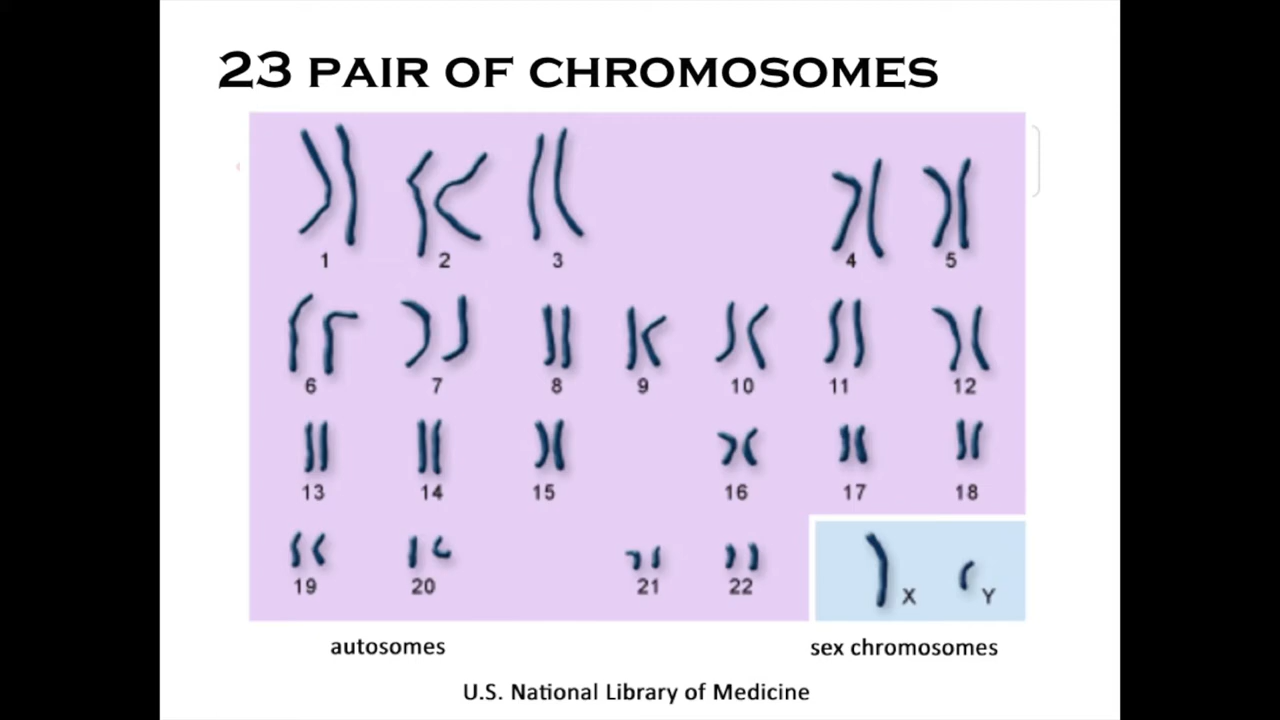 23 PAIR OF CHROMOSOMES
1 2 3 4 5
6 7 8 9 10 11 12
13 14 15 16 17 18
19 20 21 22 X Y
autosomes sex chromosomes
U.S. National Library of Medicine